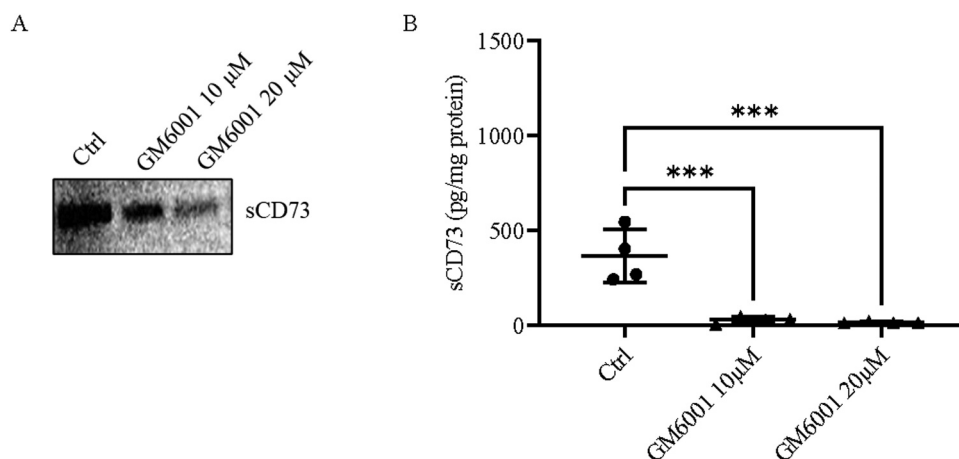 A
Ctrl
GM6001 10 µM
GM6001 20 µM
sCD73
B
sCD73 (pg/mg protein)
1500
1000
500
0
***
***
Ctrl
GM6001 10µM
GM6001 20µM